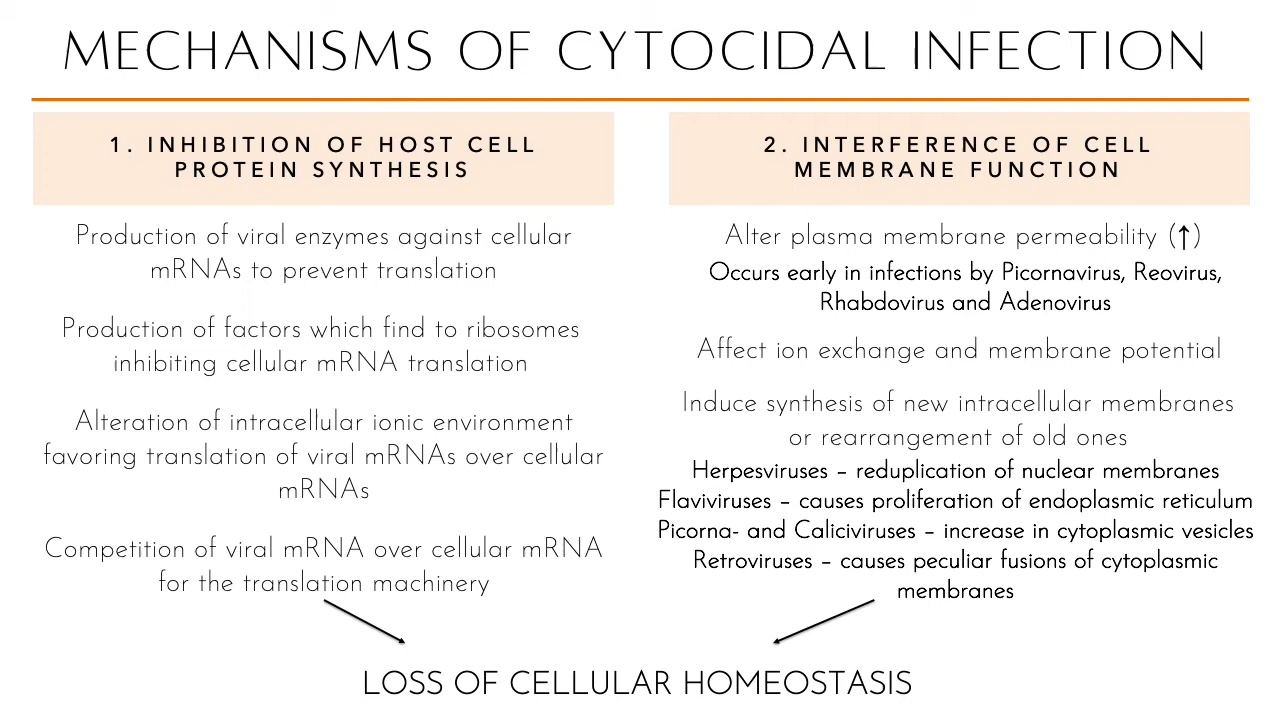 MECHANISMS OF CYTOCIDAL INFECTION
1. INHIBITION OF HOST CELL
PROTEIN SYNTHESIS
Production of viral enzymes against cellular
mRNAs to prevent translation
Production of factors which find to ribosomes
inhibiting cellular mRNA translation
Alteration of intracellular ionic environment
favoring translation of viral mRNAs over cellular
mRNAs
Competition of viral mRNA over cellular mRNA
for the translation machinery
2. INTERFERENCE OF CELL
MEMBRANE FUNCTION
Alter plasma membrane permeability (↑)
Occurs early in infections by Picornavirus, Reovirus,
Rhabdovirus and Adenovirus
Affect ion exchange and membrane potential
Induce synthesis of new intracellular membranes
or rearrangement of old ones
Herpesviruses – reduplication of nuclear membranes
Flaviviruses – causes proliferation of endoplasmic reticulum
Picorna- and Caliciviruses – increase in cytoplasmic vesicles
Retroviruses – causes peculiar fusions of cytoplasmic
membranes
LOSS OF CELLULAR HOMEOSTASIS